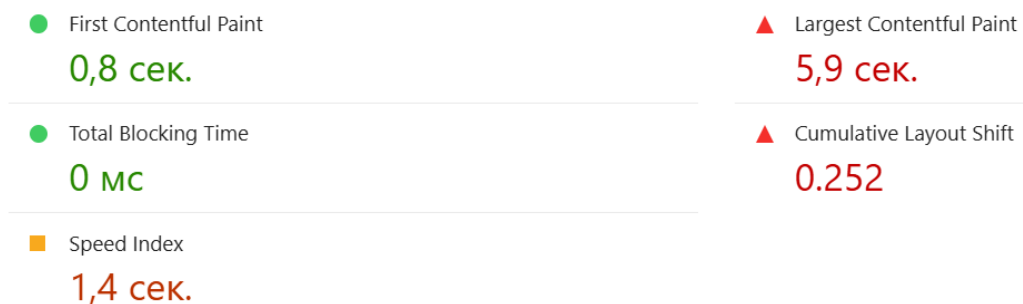 First Contentful Paint
0,8 сек.
Largest Contentful Paint
5,9 сек.
Total Blocking Time
0 мс
Cumulative Layout Shift
0.252
Speed Index
1,4 сек.